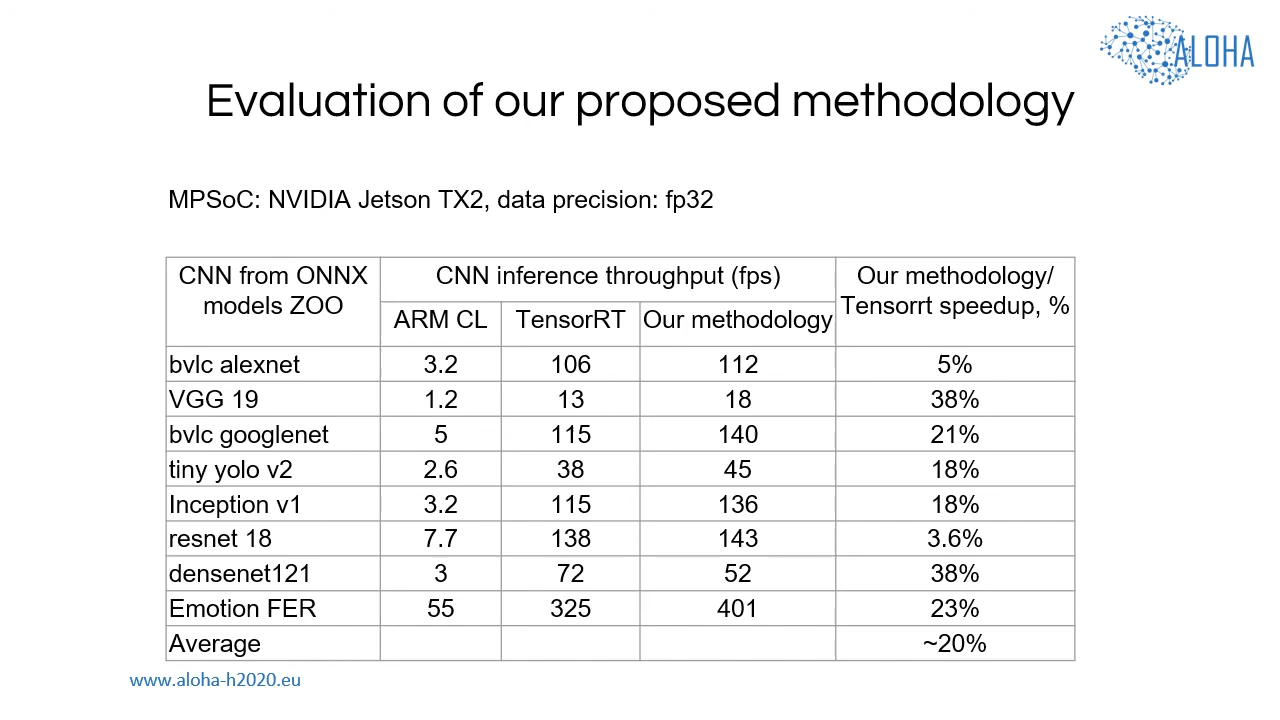 ALOHA
Evaluation of our proposed methodology
MPSoC: NVIDIA Jetson TX2, data precision: fp32
CNN from ONNX models ZOO
CNN inference throughput (fps)
Our methodology/ Tensorrt speedup, %
ARM CL TensorRT Our methodology
bvlc alexnet 3.2 106 112 5%
VGG 19 1.2 13 18 38%
bvlc googlenet 5 115 140 21%
tiny yolo v2 2.6 38 45 18%
Inception v1 3.2 115 136 18%
resnet 18 7.7 138 143 3.6%
densenet121 3 72 52 38%
Emotion FER 55 325 401 23%
Average ~20%
www.aloha-h2020.eu